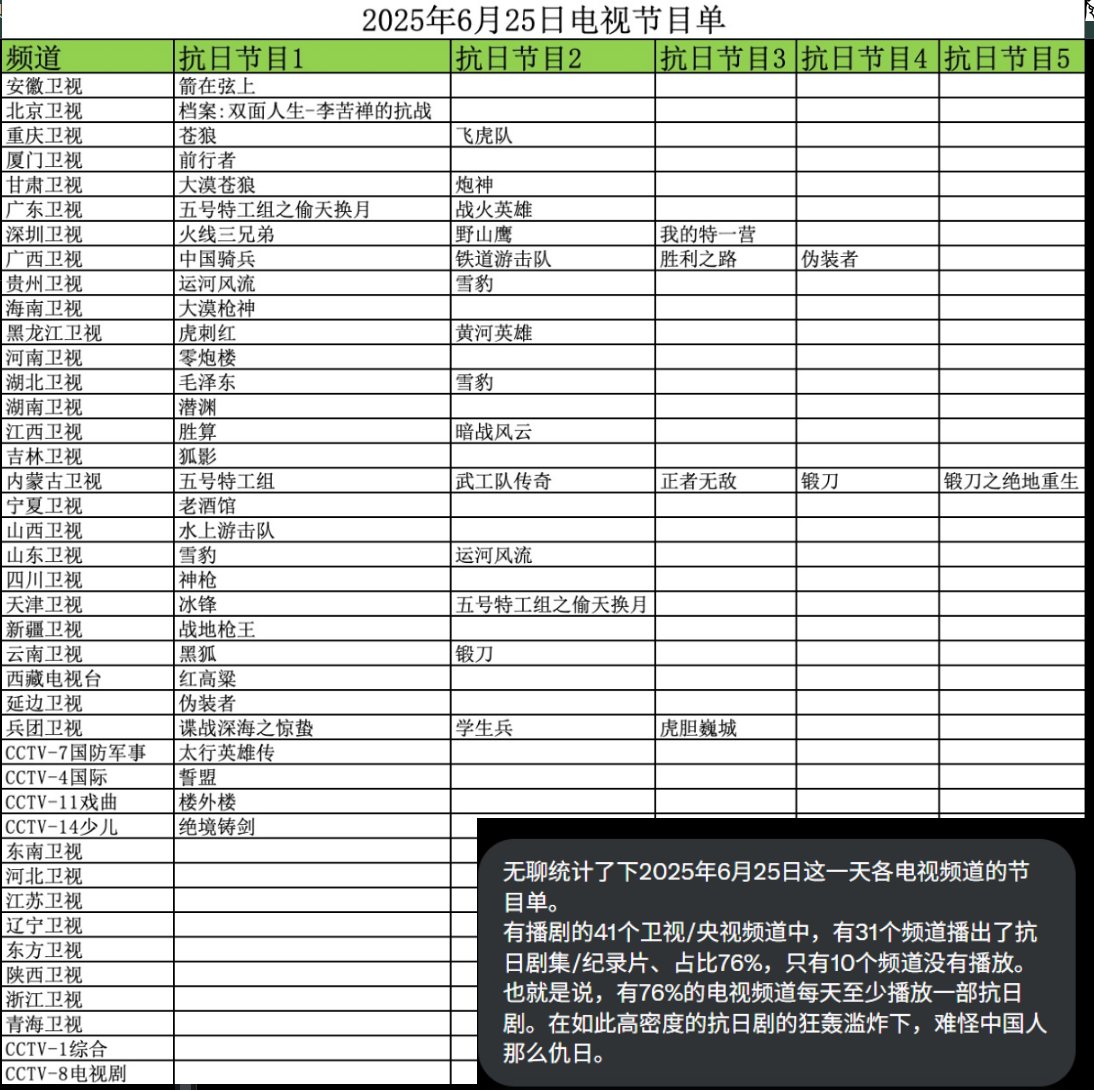 2025年6月25日电视节目单
频道 抗日节目1 抗日节目2 抗日节目3 抗日节目4 抗日节目5
安徽卫视 箭在弦上
北京卫视 档案:双面人生-李苦禅的抗战
重庆卫视 苍狼 飞虎队
厦门卫视 前行者
甘肃卫视 大漠苍狼 炮神
广东卫视 五号特工组之偷天换月 战火英雄
深圳卫视 火线三兄弟 野山鹰 我的特一营
广西卫视 中国骑兵 铁道游击队 胜利之路 伪装者
贵州卫视 运河风流 雪豹
海南卫视 大漠枪神
黑龙江卫视 虎刺红 黄河英雄
河南卫视 零炮楼
湖北卫视 毛泽东 雪豹
湖南卫视 潜渊
江西卫视 胜算 暗战风云
吉林卫视 狐影
内蒙古卫视 五号特工组 武工队传奇 正者无敌 锻刀 锻刀之绝地重生
宁夏卫视 老酒馆
山西卫视 水上游击队
山东卫视 雪豹 运河风流
四川卫视 神枪
天津卫视 冰锋 五号特工组之偷天换月
新疆卫视 战地枪王
云南卫视 黑狐 锻刀
西藏电视台 红高粱
延边卫视 伪装者
兵团卫视 谍战深海之惊蛰 学生兵 虎胆巍城
CCTV-7国防军事 太行英雄传
CCTV-4国际 誓盟
CCTV-11戏曲 楼外楼
CCTV-14少儿 绝境铸剑
东南卫视
河北卫视
江苏卫视
辽宁卫视
东方卫视
陕西卫视
浙江卫视
青海卫视
CCTV-1综合
CCTV-8电视剧
无聊统计了下2025年6月25日这一天各电视频道的节
目单。
有播剧的41个卫视/央视频道中，有31个频道播出了抗
日剧集/纪录片、占比76%，只有10个频道没有播放。
也就是说，有76%的电视频道每天至少播放一部抗日
剧。在如此高密度的抗日剧的狂轰滥炸下，难怪中国人
那么仇日。